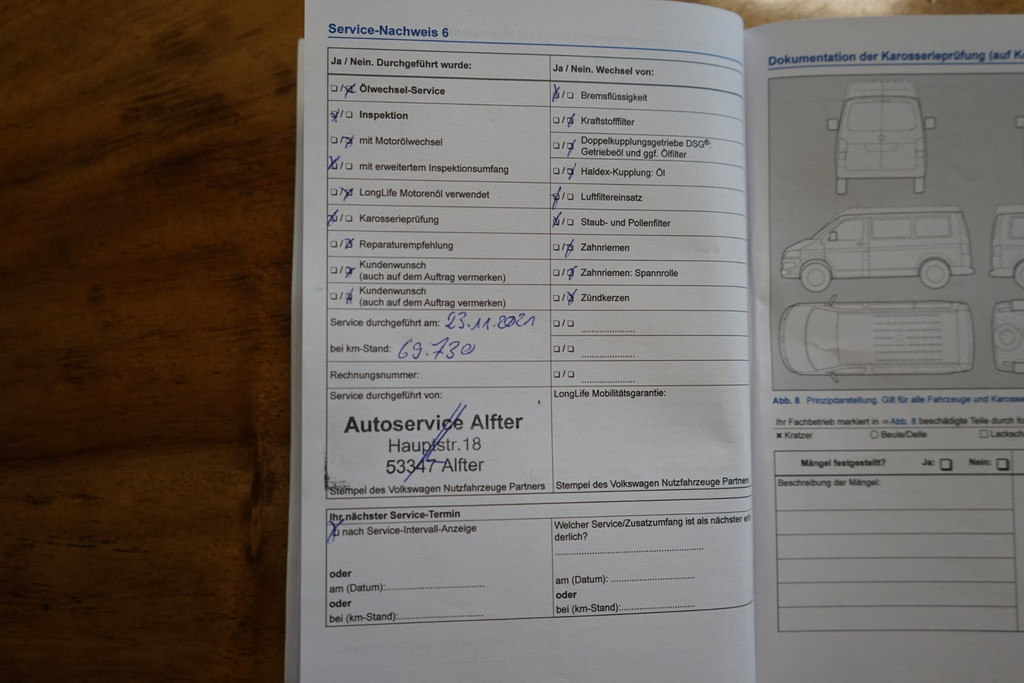 Service-Nachweis 6
Ja / Nein. Durchgeführt wurde:
Ölwechsel-Service
Inspektion
mit Motorölwechsel
mit erweitertem Inspektionsumfang
LongLife Motorenöl verwendet
Karosserieprüfung
Reparaturempfehlung
Kundenwunsch
(auch auf dem Auftrag vermerken)
Kundenwunsch
(auch auf dem Auftrag vermerken)
Service durchgeführt am: 23.11.2021
bei km-Stand: 69.730
Rechnungsnummer:
Service durchgeführt von:
Autoservice Alfter
Hauptstr.18
53347 Alfter
Stempel des Volkswagen Nutzfahrzeuge Partners
Ja / Nein. Wechsel von:
Bremsflüssigkeit
Kraftstofffilter
Doppelkupplungsgetriebe DSG®:
Getriebeöl und ggf. Ölfilter
Haldex-Kupplung: Öl
Luftfiltereinsatz
Staub- und Pollenfilter
Zahnriemen
Zahnriemen: Spannrolle
Zündkerzen
LongLife Mobilitätsgarantie:
Stempel des Volkswagen Nutzfahrzeuge Partners
Ihr nächster Service-Termin
nach Service-Intervall-Anzeige
oder
am (Datum):
oder
bei (km-Stand):
Welcher Service/Zusatzumfang ist als nächster
derlich?
am (Datum):
oder
bei (km-Stand):
Dokumentation der Karosserieprüfung (auf
Abb. 8 Prinzipdarstellung. Gilt für alle Fahrzeuge und
Ihr Fachbetrieb markiert in ⇒Abb. 8 beschädigte Teile durch
Kratzer Beule/Delle
Mängel festgestellt? Ja: Nein:
Beschreibung der Mängel: